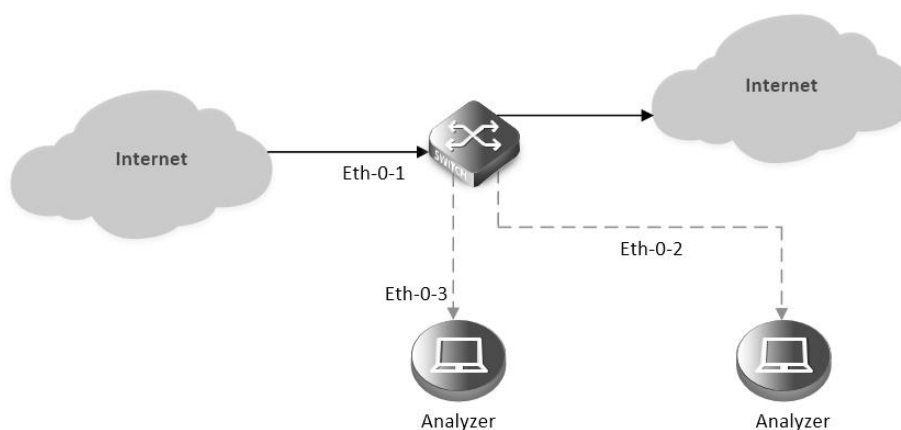 Internet
Internet
SWITCH
Eth-0-1
Eth-0-2
Eth-0-3
Analyzer
Analyzer